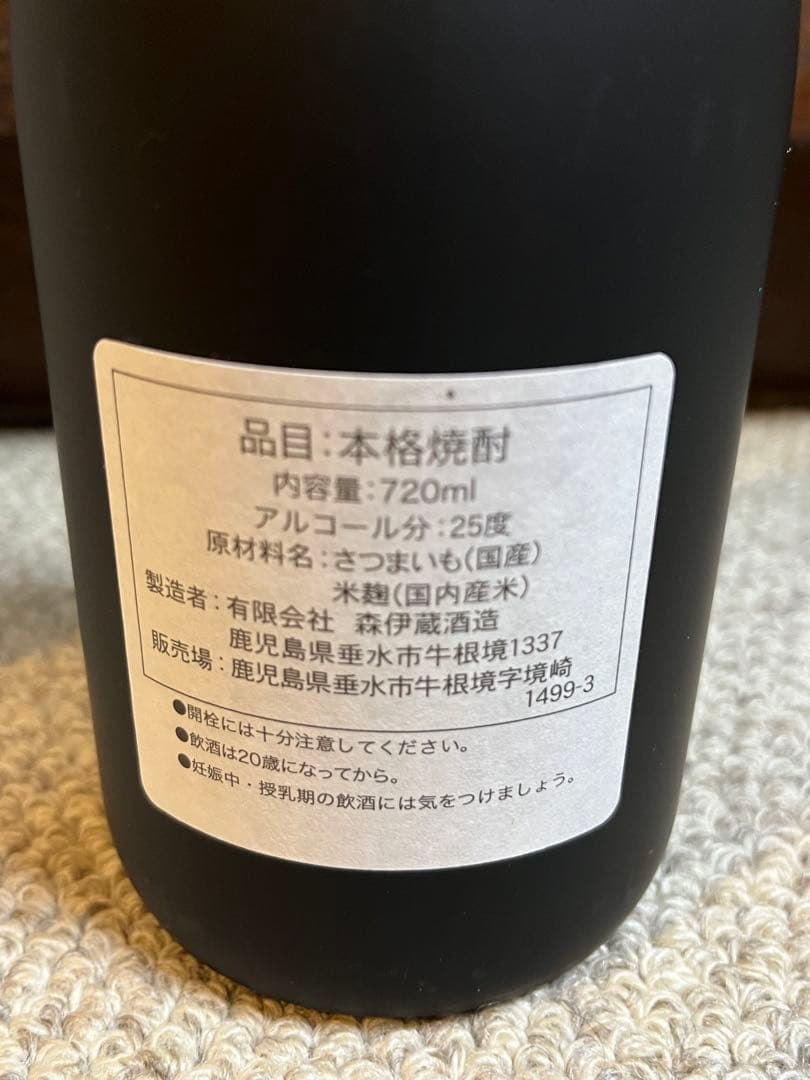 品目：本格焼酎
内容量：720ml
アルコール分：25度
原材料名：さつまいも（国産）
米麹（国内産米）
製造者：有限会社 森伊蔵酒造
鹿児島県垂水市牛根境1337
販売場：鹿児島県垂水市牛根境字境崎
1499-3
●開栓には十分注意してください。
●飲酒は20歳になってから。
●妊娠中・授乳期の飲酒には気をつけましょう。